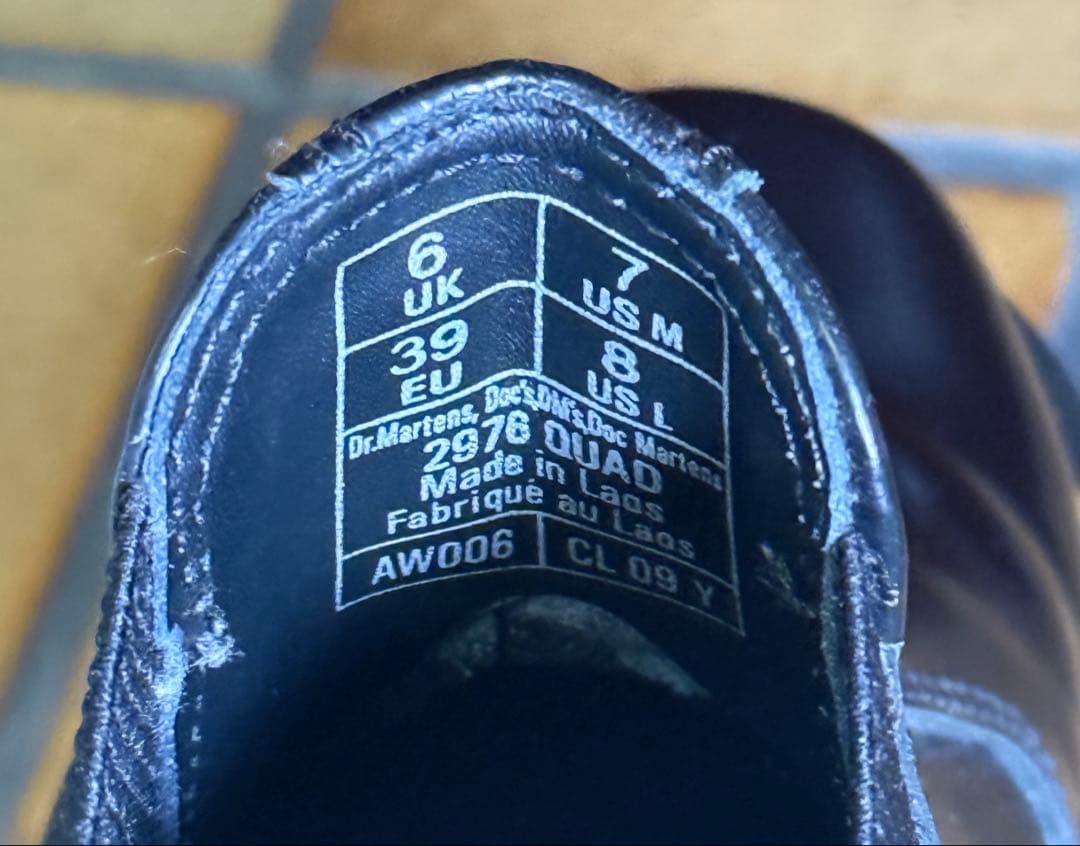 6
UK
7
US M
39
EU
8
US L
Dr.Martens, Doc's,DM's,Doc Martens
2976 QUAD
Made in Laos
Fabriqué au Laos
AW006
CL 09 Y